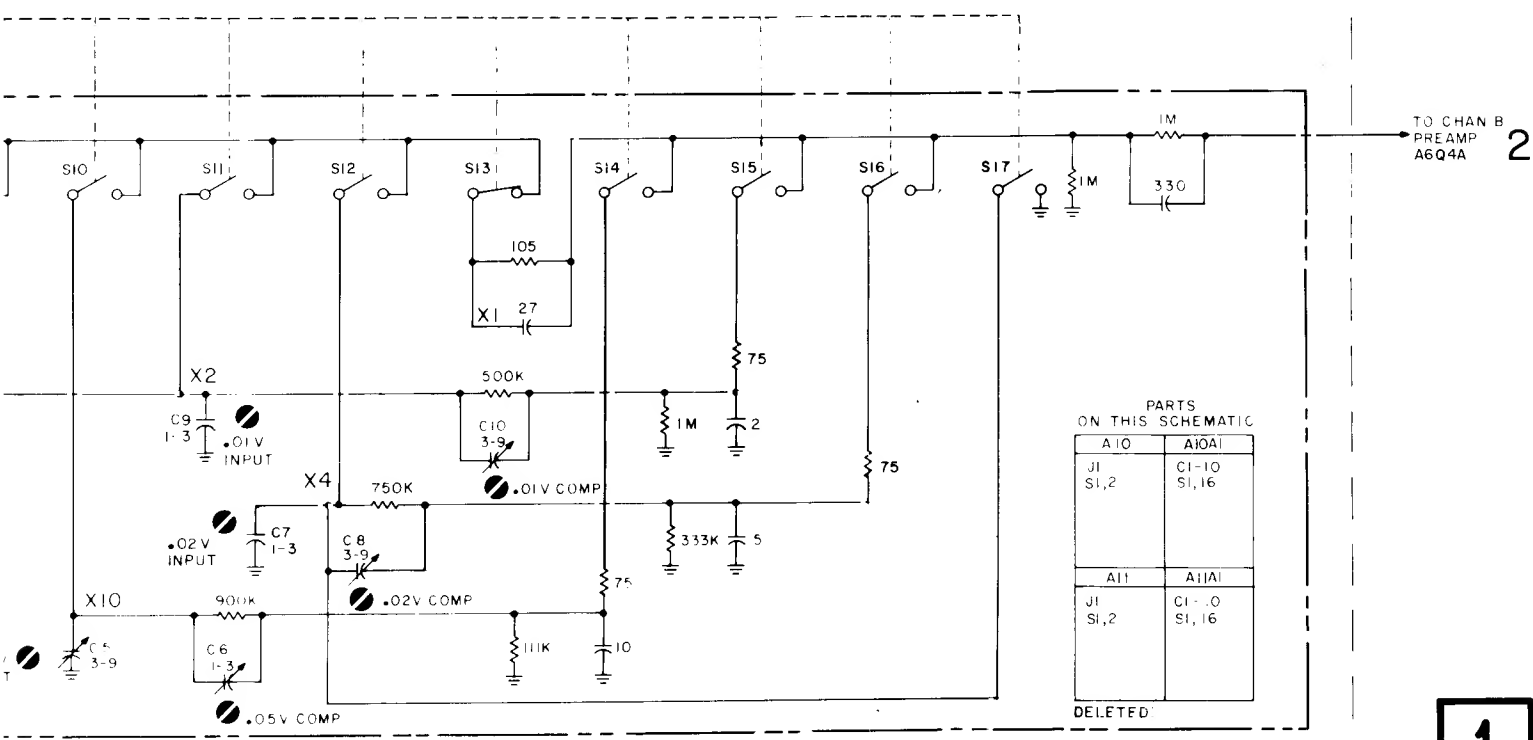 S10
S11
S12
S13
S14
S15
S16
S17
1M
1M
330
TO CHAN B
PREAMP
A6Q4A
2
105
X1 27
75
X2
500K
C9
1-3
.01V
INPUT
C10
3-9
1M
2
.01V COMP
75
X4
750K
.02V
INPUT
C7
1-3
C8
3-9
333K
5
.02V COMP
75
X10
900K
C5
3-9
T
C6
1-3
111K
10
.05V COMP
PARTS
ON THIS SCHEMATIC
A10 A10A1
J1 C1-10
S1,2 S1,16
A11 A11A1
J1 C1-10
S1,2 S1,16
DELETED:
1